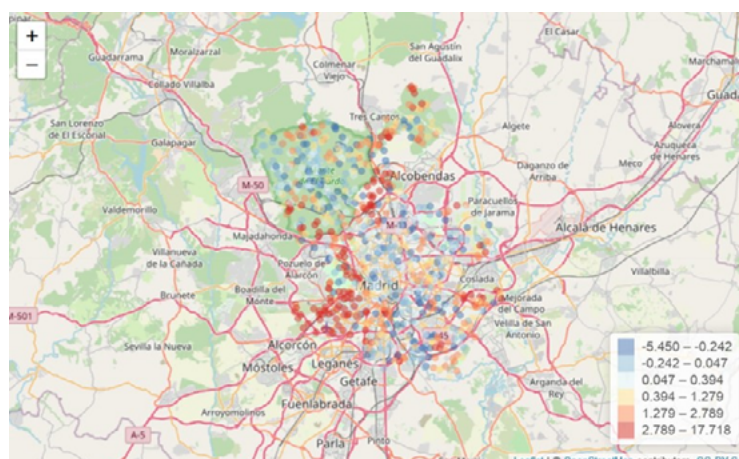 +
−
San Agustín
del Guadalix
El Casar
Marchamalo
Guadarrama
Moralzarzal
Colmenar
Viejo
Collado Villalba
Guad
San Lorenzo
de El Escorial
Galapagar
Tres Cantos
Algete
Alovera
Azuqueca
de Henares
Alcobendas
Daganzo de
Arriba
Meco
M-50
Valdemorillo
Paracuellos
de Jarama
Majadahonda
Alcalá de Henares
Villanueva
de la Cañada
Pozuelo de
Alarcón
Coslada
Villalbilla
Boadilla del
Monte
Madrid
Brunete
Mejorada
del Campo
M-501
Velilla de San
Antonio
Sevilla la Nueva
Alcorcón
M-45
Móstoles
Leganés
Getafe
Arganda del
Rey
Arroyomolinos
Fuenlabrada
A-5
Parla
Pinto
-5.450 – -0.242
-0.242 – 0.047
0.047 – 0.394
0.394 – 1.279
1.279 – 2.789
2.789 – 17.718